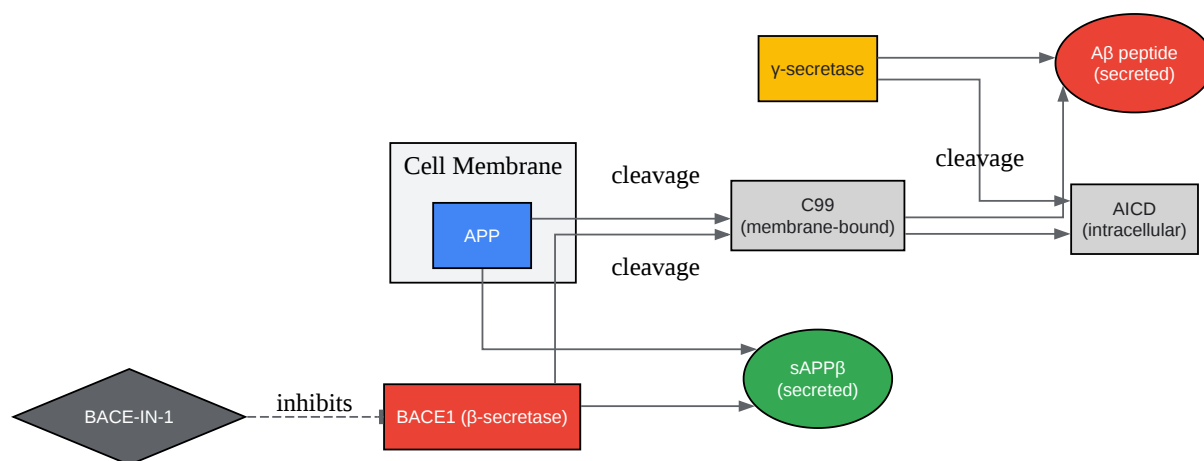 γ-secretase
Aβ peptide
(secreted)
Cell Membrane
cleavage
cleavage
APP
C99
(membrane-bound)
AICD
(intracellular)
cleavage
sAPPβ
(secreted)
BACE-IN-1
inhibits
BACE1 (β-secretase)